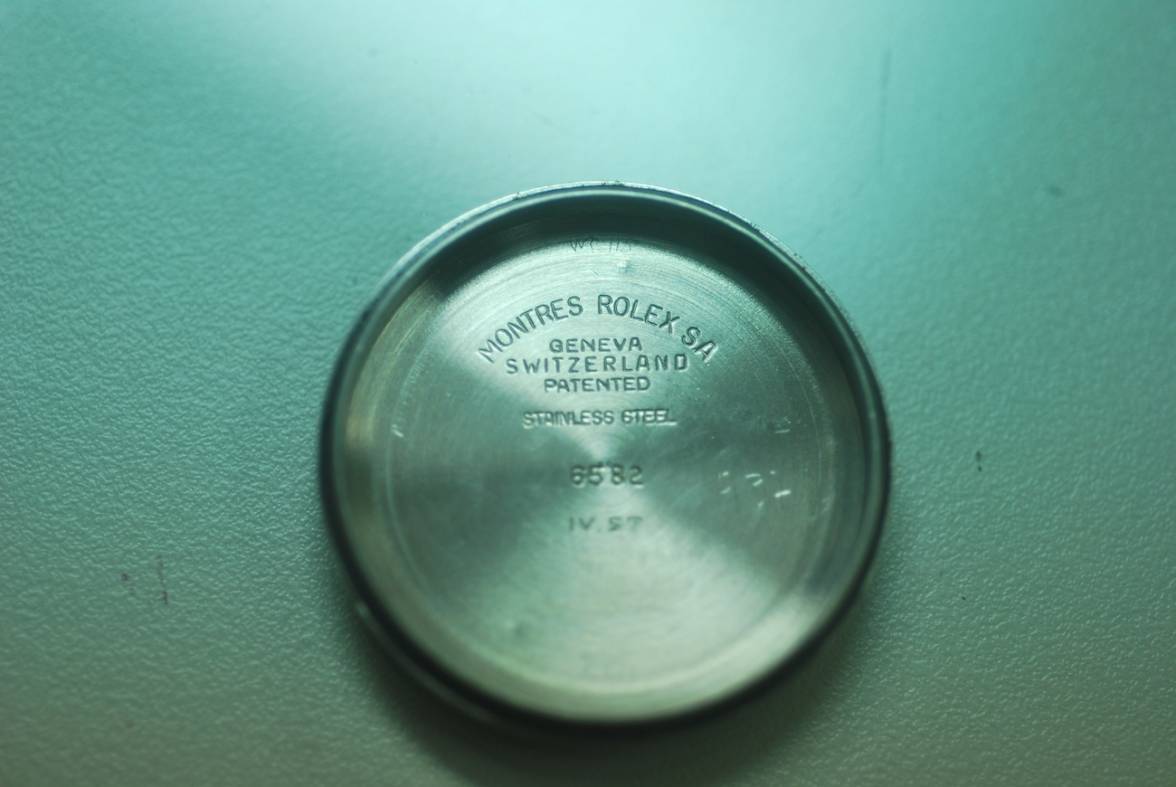 MONTRES ROLEX SA
GENEVA
SWITZERLAND
PATENTED
STAINLESS STEEL
6582
IV.57